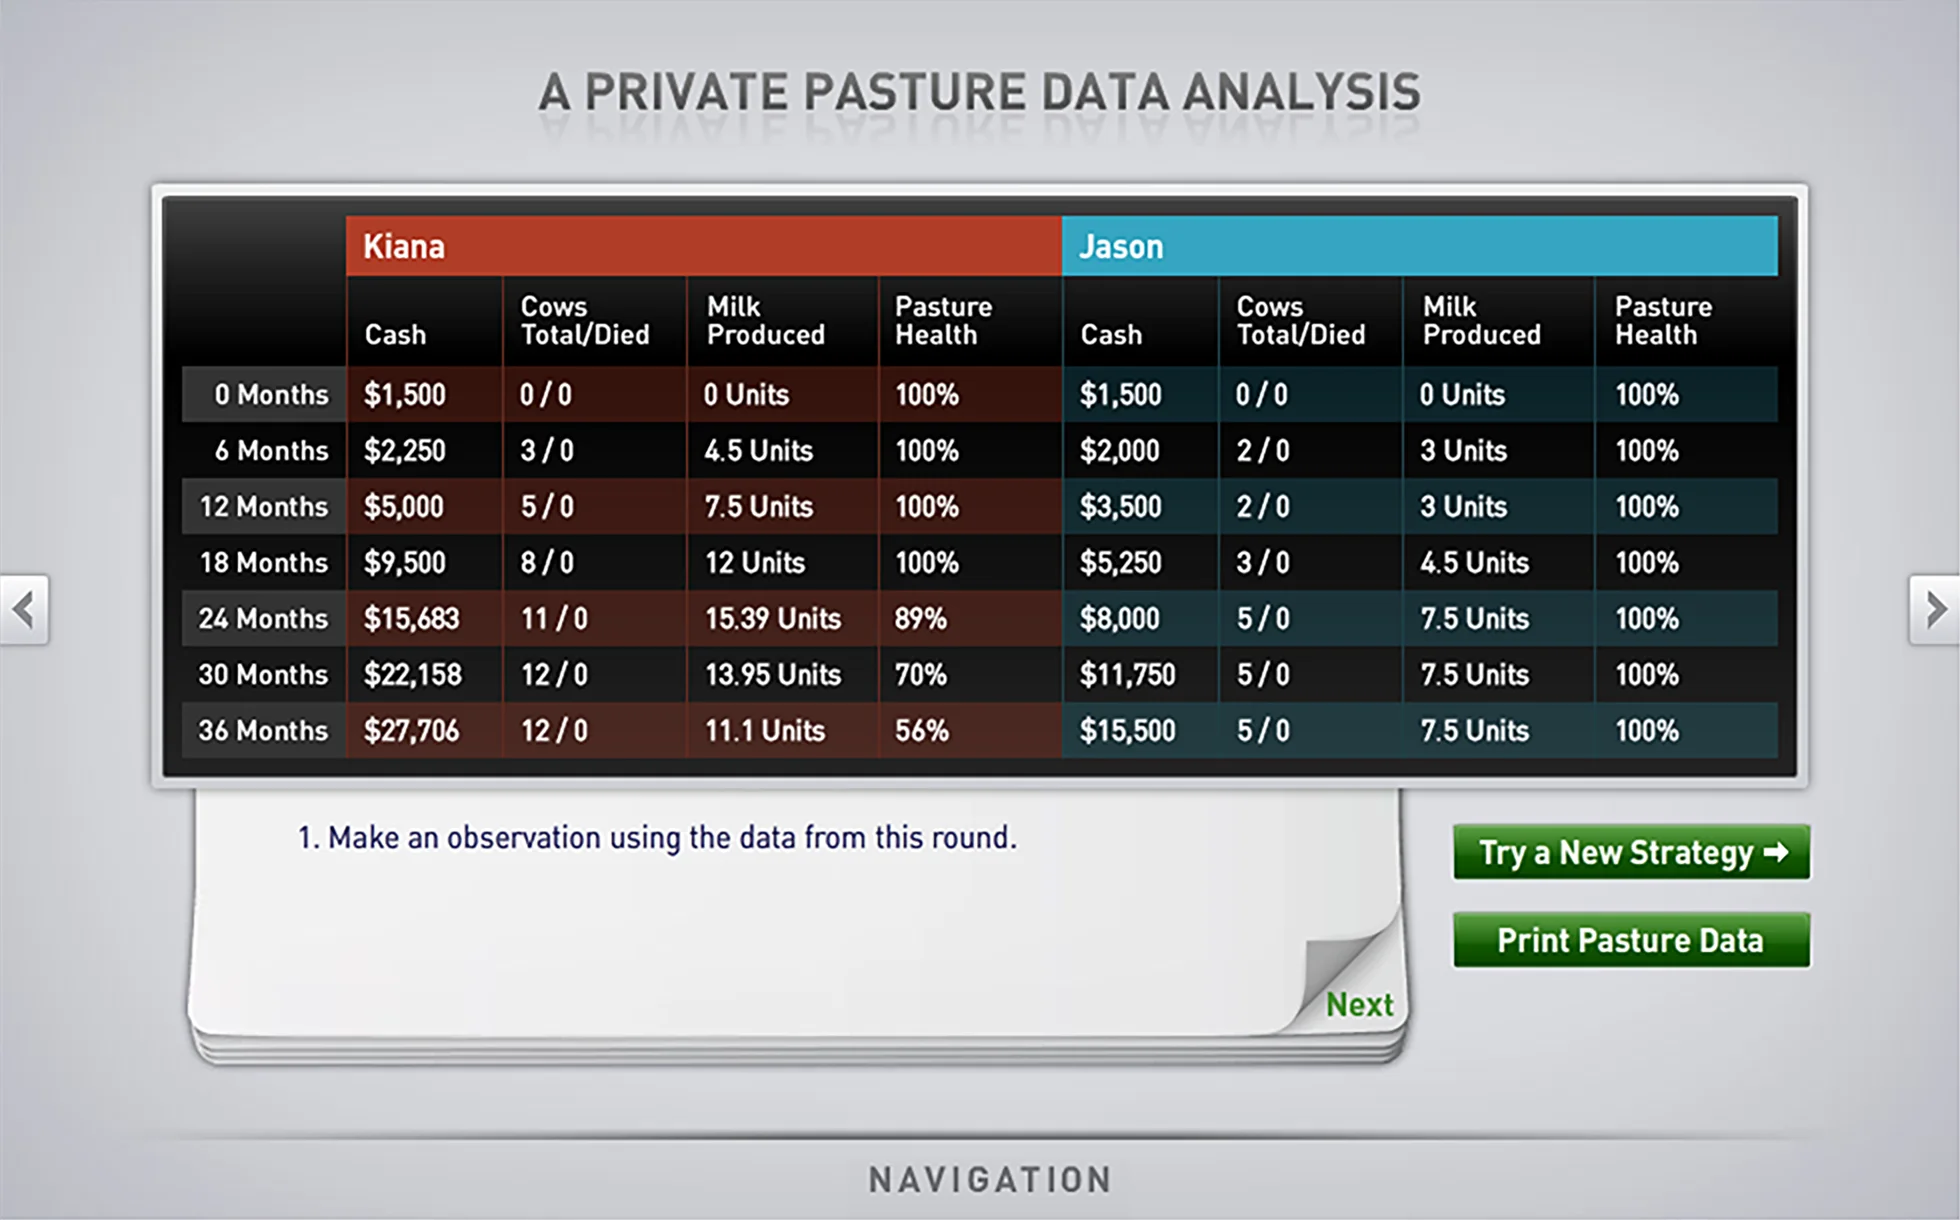 A PRIVATE PASTURE DATA ANALYSIS
Kiana Jason
Cash Cows Total/Died Milk Produced Pasture Health Cash Cows Total/Died Milk Produced Pasture Health
0 Months $1,500 0 / 0 0 Units 100% $1,500 0 / 0 0 Units 100%
6 Months $2,250 3 / 0 4.5 Units 100% $2,000 2 / 0 3 Units 100%
12 Months $5,000 5 / 0 7.5 Units 100% $3,500 2 / 0 3 Units 100%
18 Months $9,500 8 / 0 12 Units 100% $5,250 3 / 0 4.5 Units 100%
24 Months $15,683 11 / 0 15.39 Units 89% $8,000 5 / 0 7.5 Units 100%
30 Months $22,158 12 / 0 13.95 Units 70% $11,750 5 / 0 7.5 Units 100%
36 Months $27,706 12 / 0 11.1 Units 56% $15,500 5 / 0 7.5 Units 100%
1. Make an observation using the data from this round.
Try a New Strategy
Print Pasture Data
Next
NAVIGATION